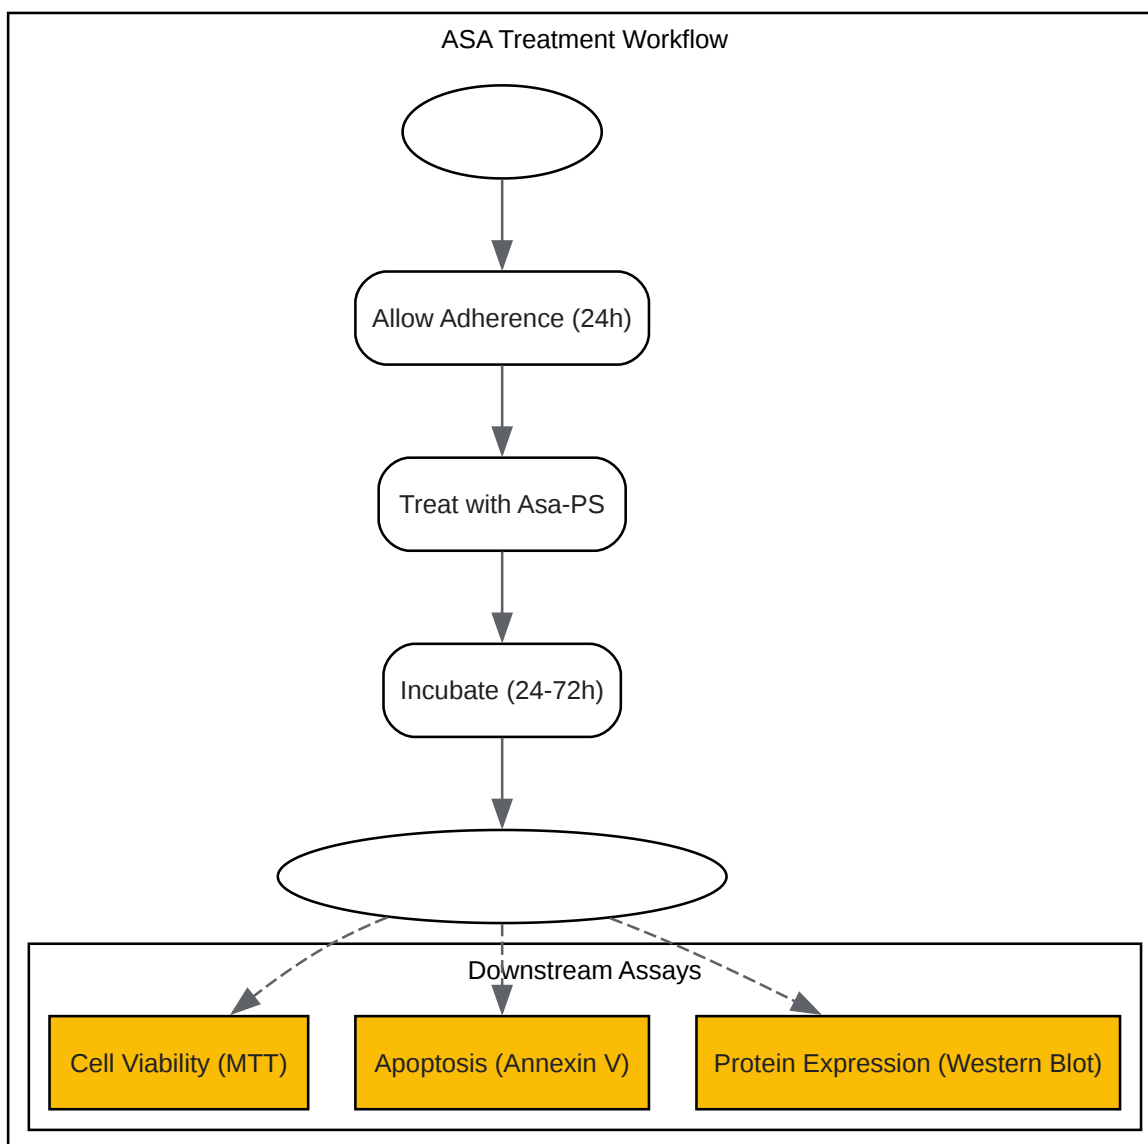 ASA Treatment Workflow
Allow Adherence (24h)
Treat with Asa-PS
Incubate (24-72h)
Downstream Assays
Cell Viability (MTT)
Apoptosis (Annexin V)
Protein Expression (Western Blot)